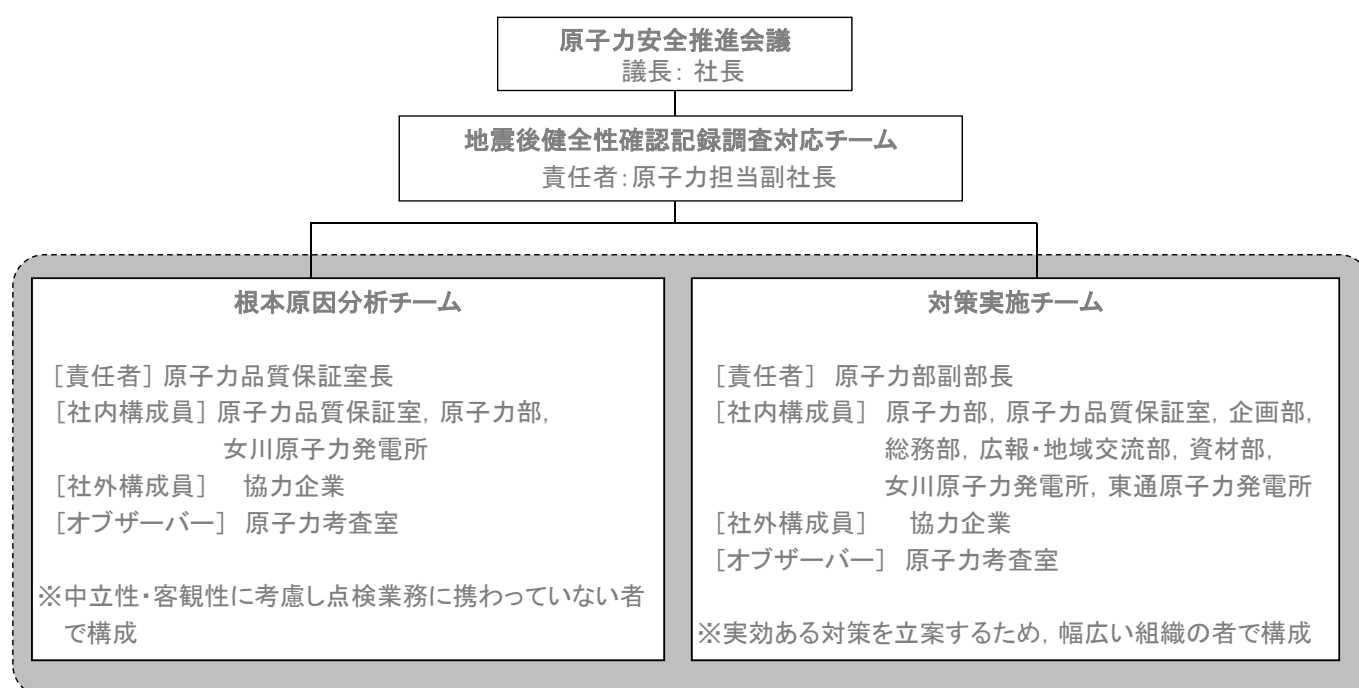 原子力安全推進会議
議長: 社長
地震後健全性確認記録調査対応チーム
責任者:原子力担当副社長
根本原因分析チーム
[責任者] 原子力品質保証室長
[社内構成員] 原子力品質保証室, 原子力部,
女川原子力発電所
[社外構成員] 協力企業
[オブザーバー] 原子力考査室
※中立性・客観性に考慮し点検業務に携わっていない者
で構成
対策実施チーム
[責任者] 原子力部副部長
[社内構成員] 原子力部, 原子力品質保証室, 企画部,
総務部, 広報・地域交流部, 資材部,
女川原子力発電所, 東通原子力発電所
[社外構成員] 協力企業
[オブザーバー] 原子力考査室
※実効ある対策を立案するため, 幅広い組織の者で構成